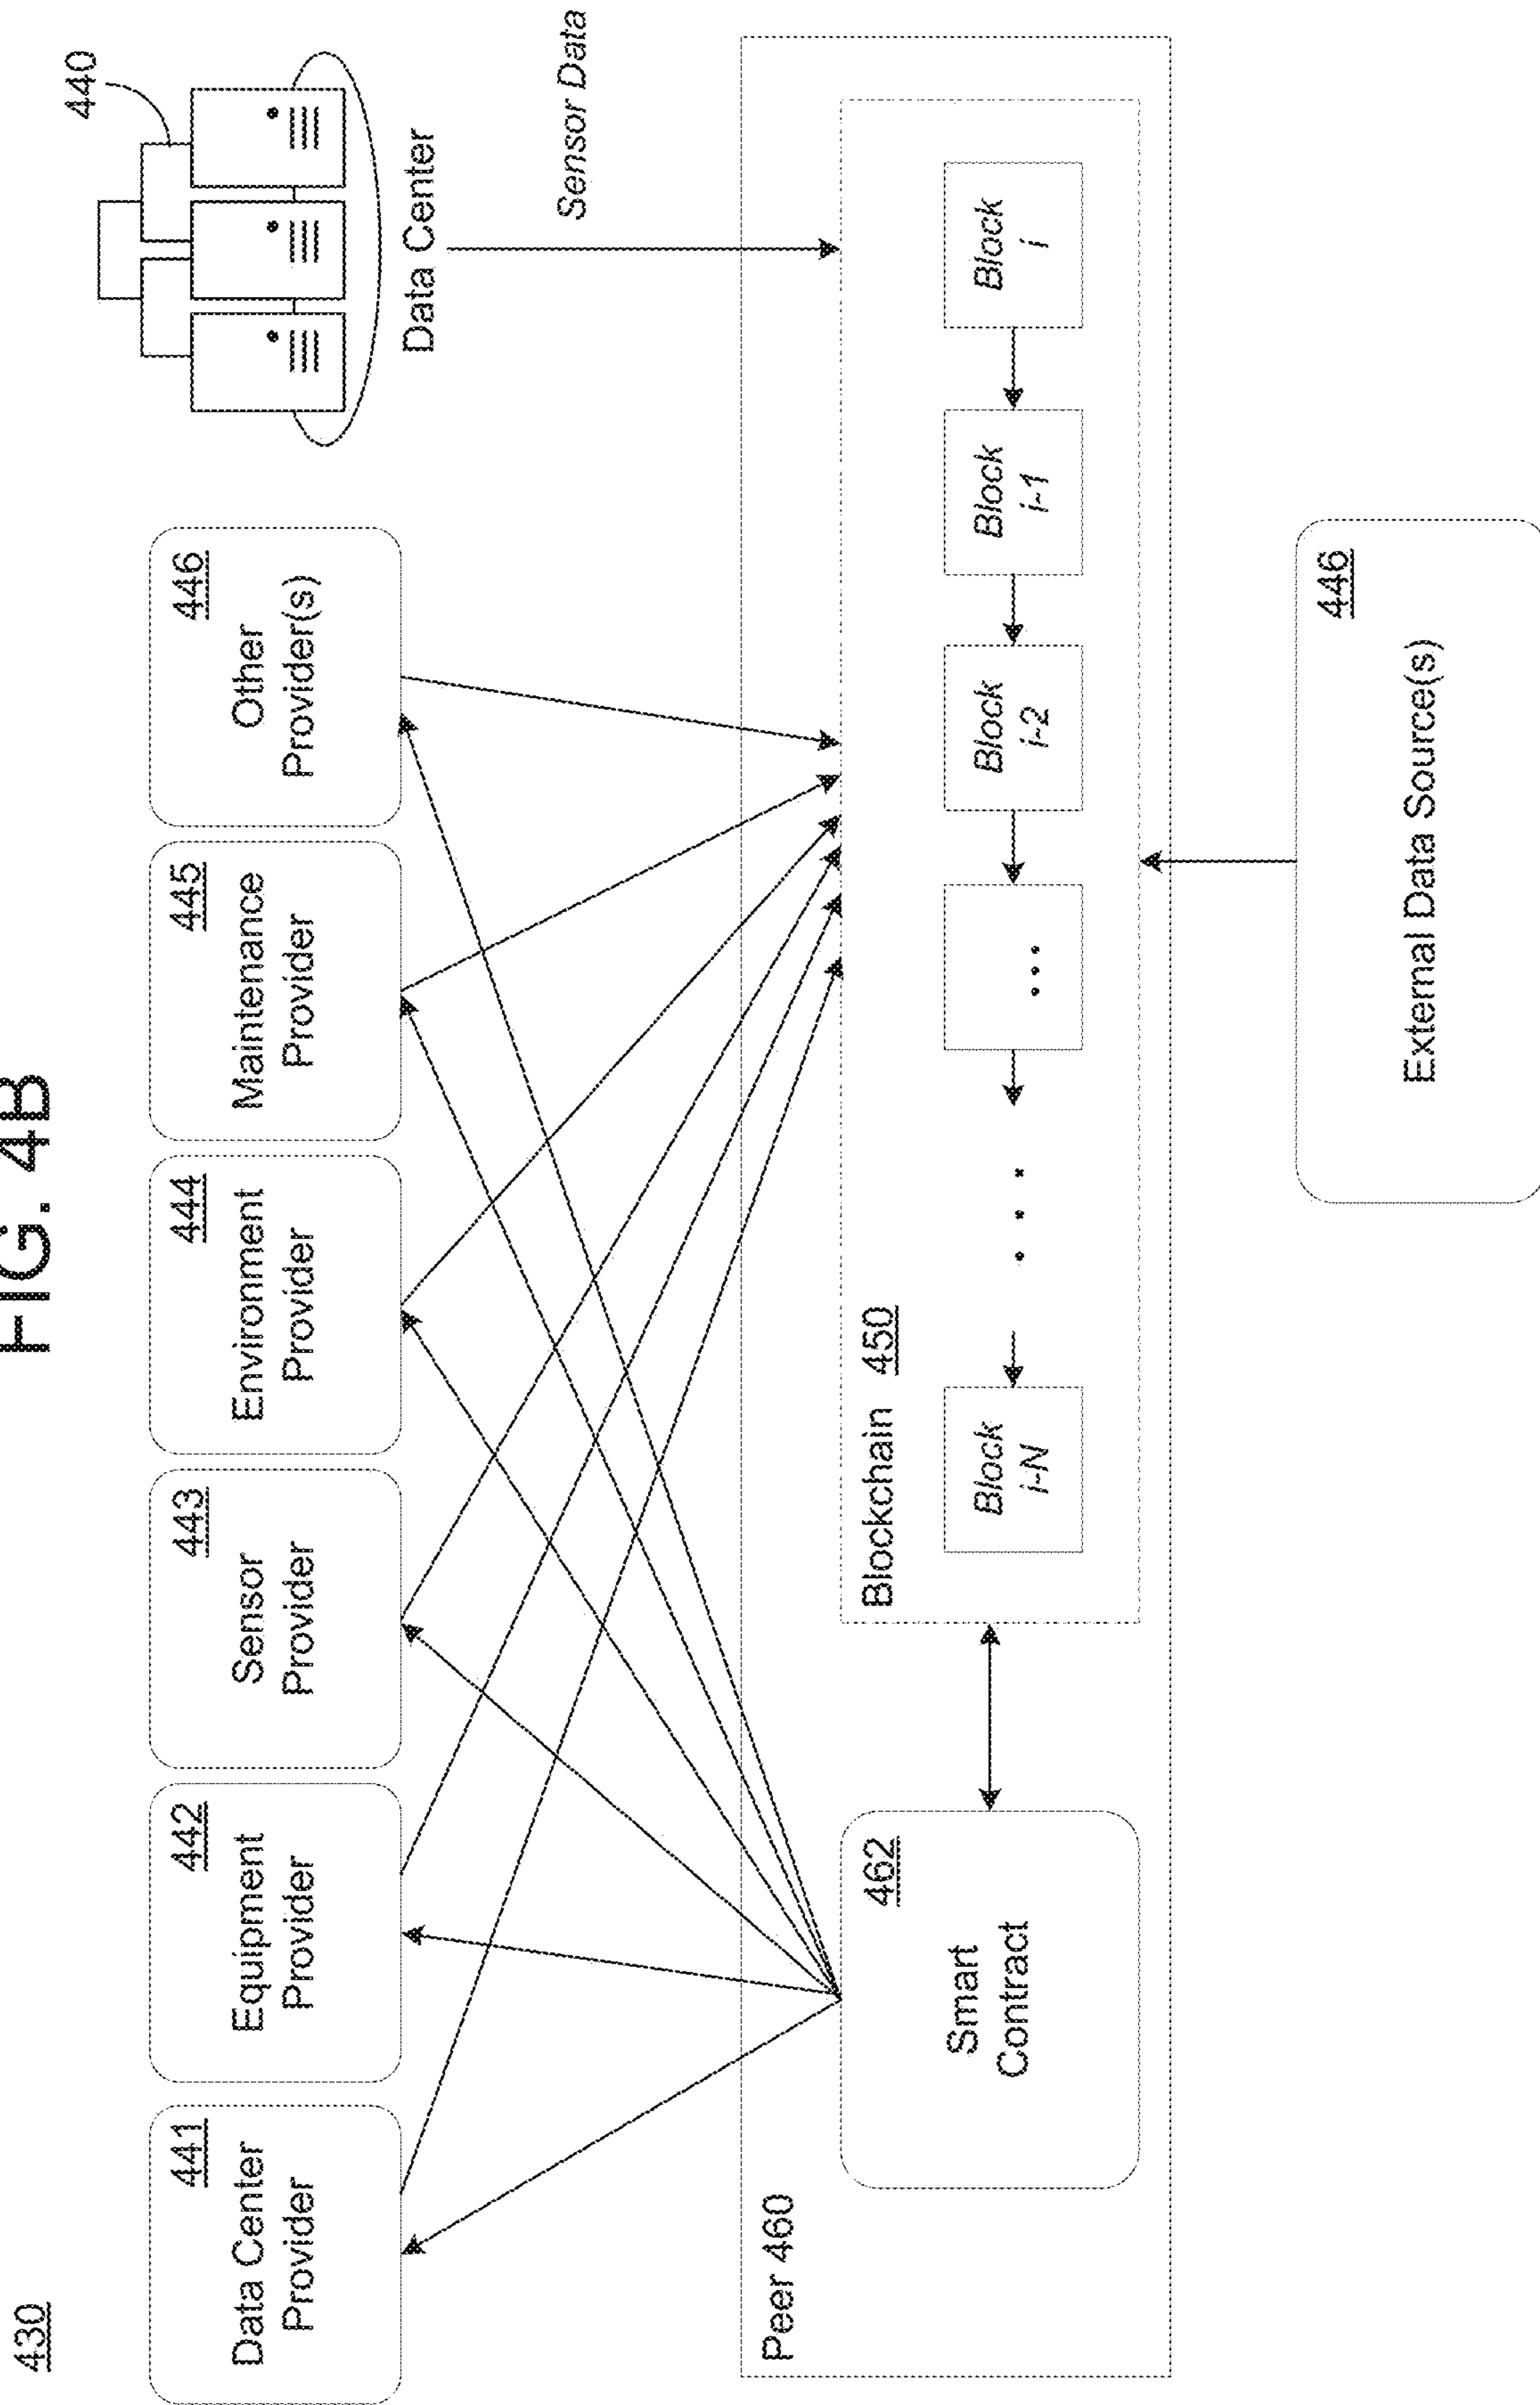 FIG. 4B
430
441
Data Center
Provider
442
Equipment
Provider
443
Sensor
Provider
444
Environment
Provider
445
Maintenance
Provider
446
Other
Provider(s)
440
Data Center
Sensor Data
Peer 460
462
Smart
Contract
Blockchain 450
Block
i-N
. . .
...
Block
i-2
Block
i-1
Block
i
446
External Data Source(s)